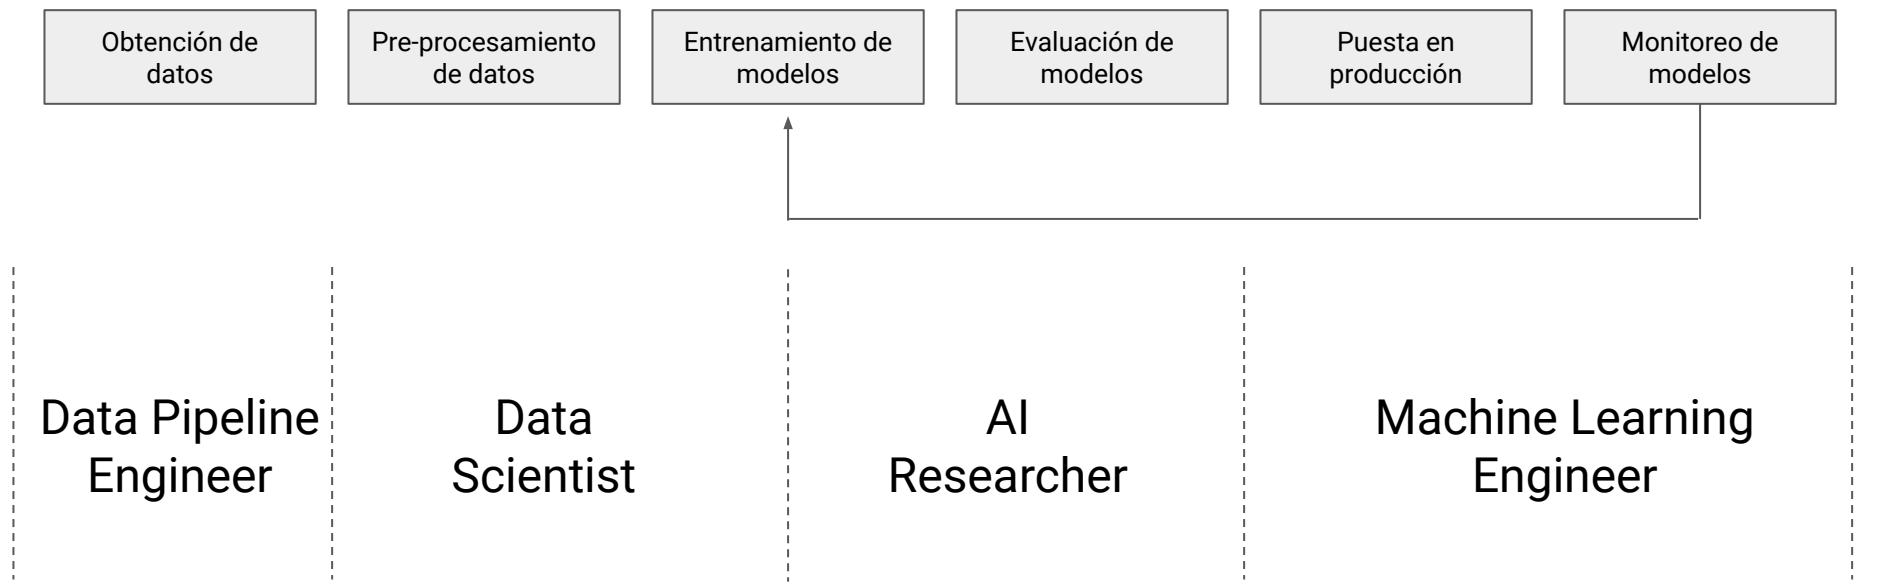 Obtención de
datos
Pre-procesamiento
de datos
Entrenamiento de
modelos
Evaluación de
modelos
Puesta en
producción
Monitoreo de
modelos
Data Pipeline
Engineer
Data
Scientist
AI
Researcher
Machine Learning
Engineer